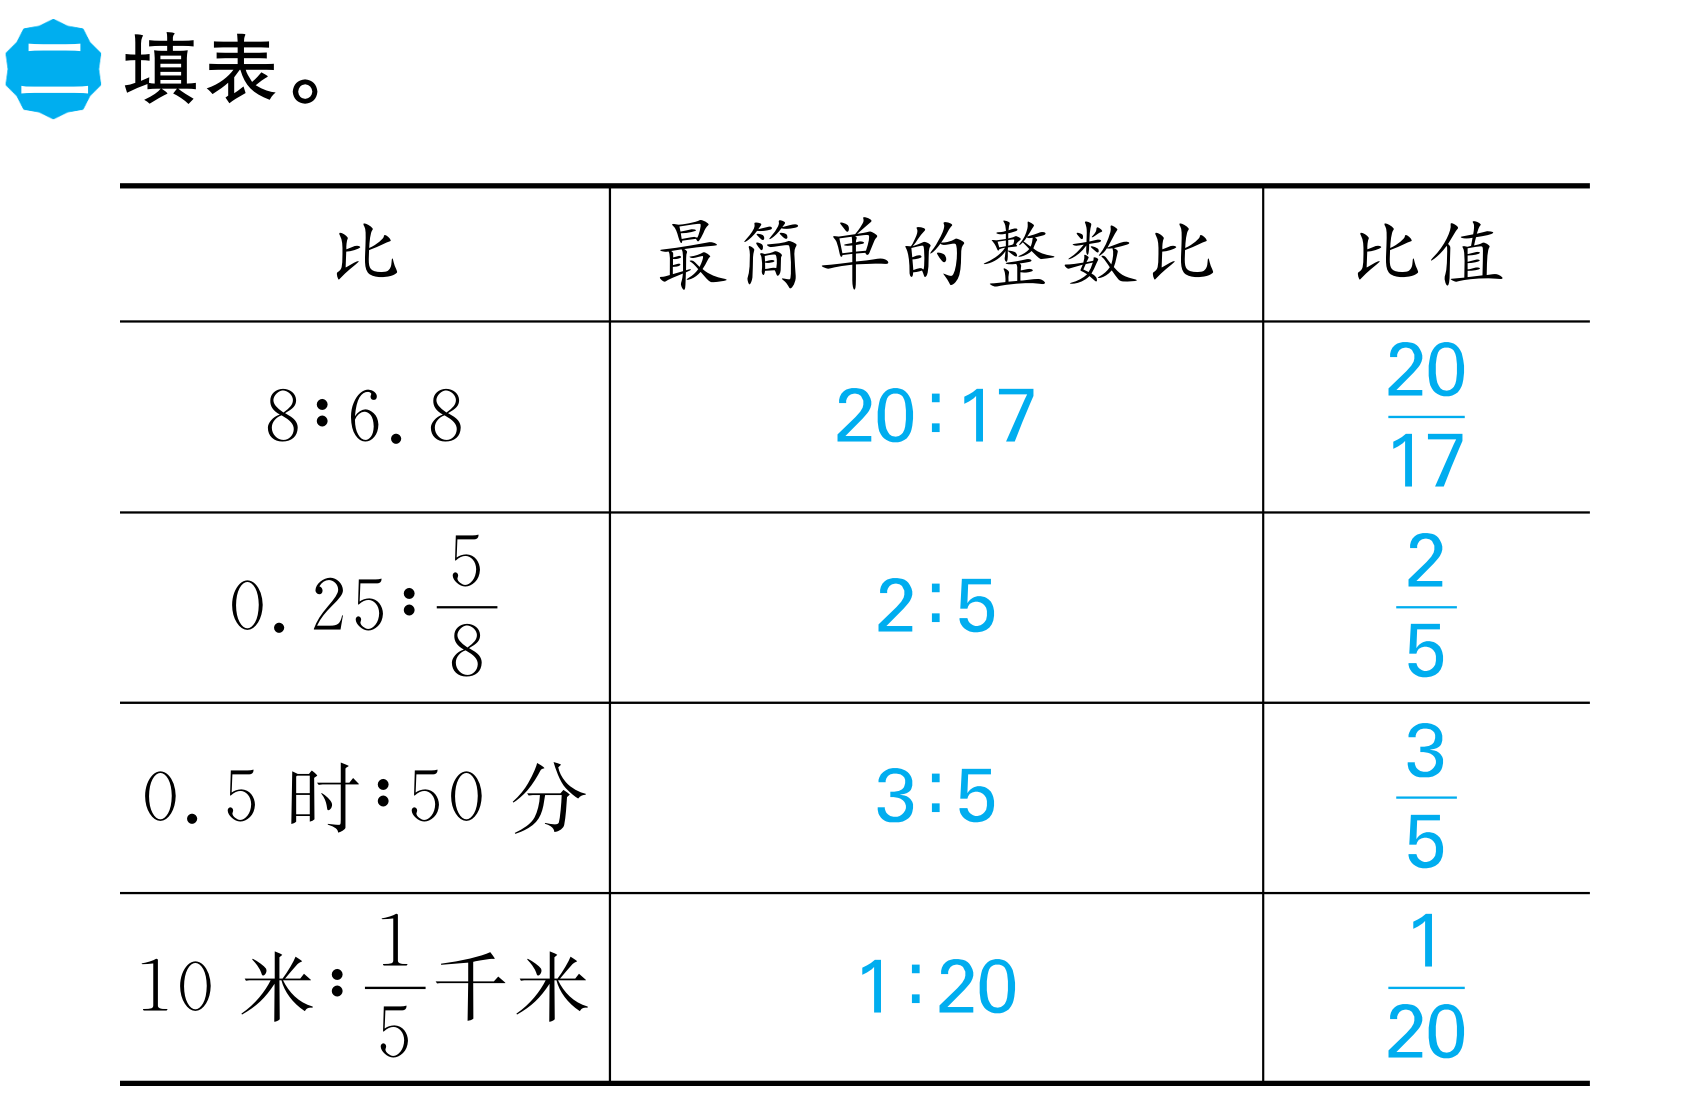 二 填表。
比 最简单的整数比 比值
8∶6.8 20∶17 20/17
0.25∶5/8 2∶5 2/5
0.5时∶50分 3∶5 3/5
10米∶1/5千米 1∶20 1/20